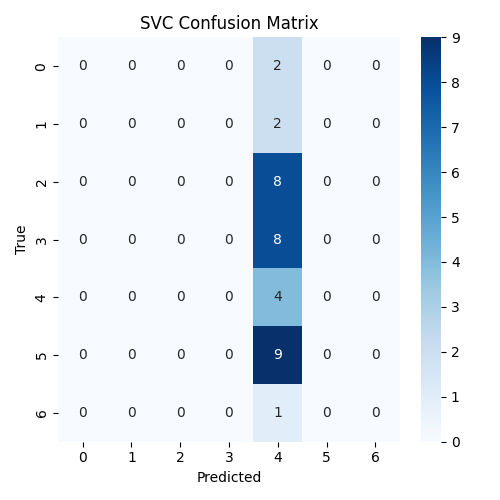 SVC Confusion Matrix
0 0 0 0 0 2 0 0
1 0 0 0 0 2 0 0
2 0 0 0 0 8 0 0
3 0 0 0 0 8 0 0
4 0 0 0 0 4 0 0
5 0 0 0 0 9 0 0
6 0 0 0 0 1 0 0
0 1 2 3 4 5 6
True
Predicted
9
8
7
6
5
4
3
2
1
0